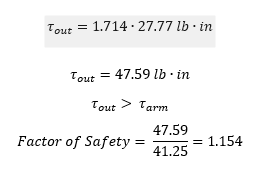 τout = 1.714 · 27.77 lb · in
τout = 47.59 lb · in
τout > τarm
Factor of Safety = 47.59 / 41.25 = 1.154